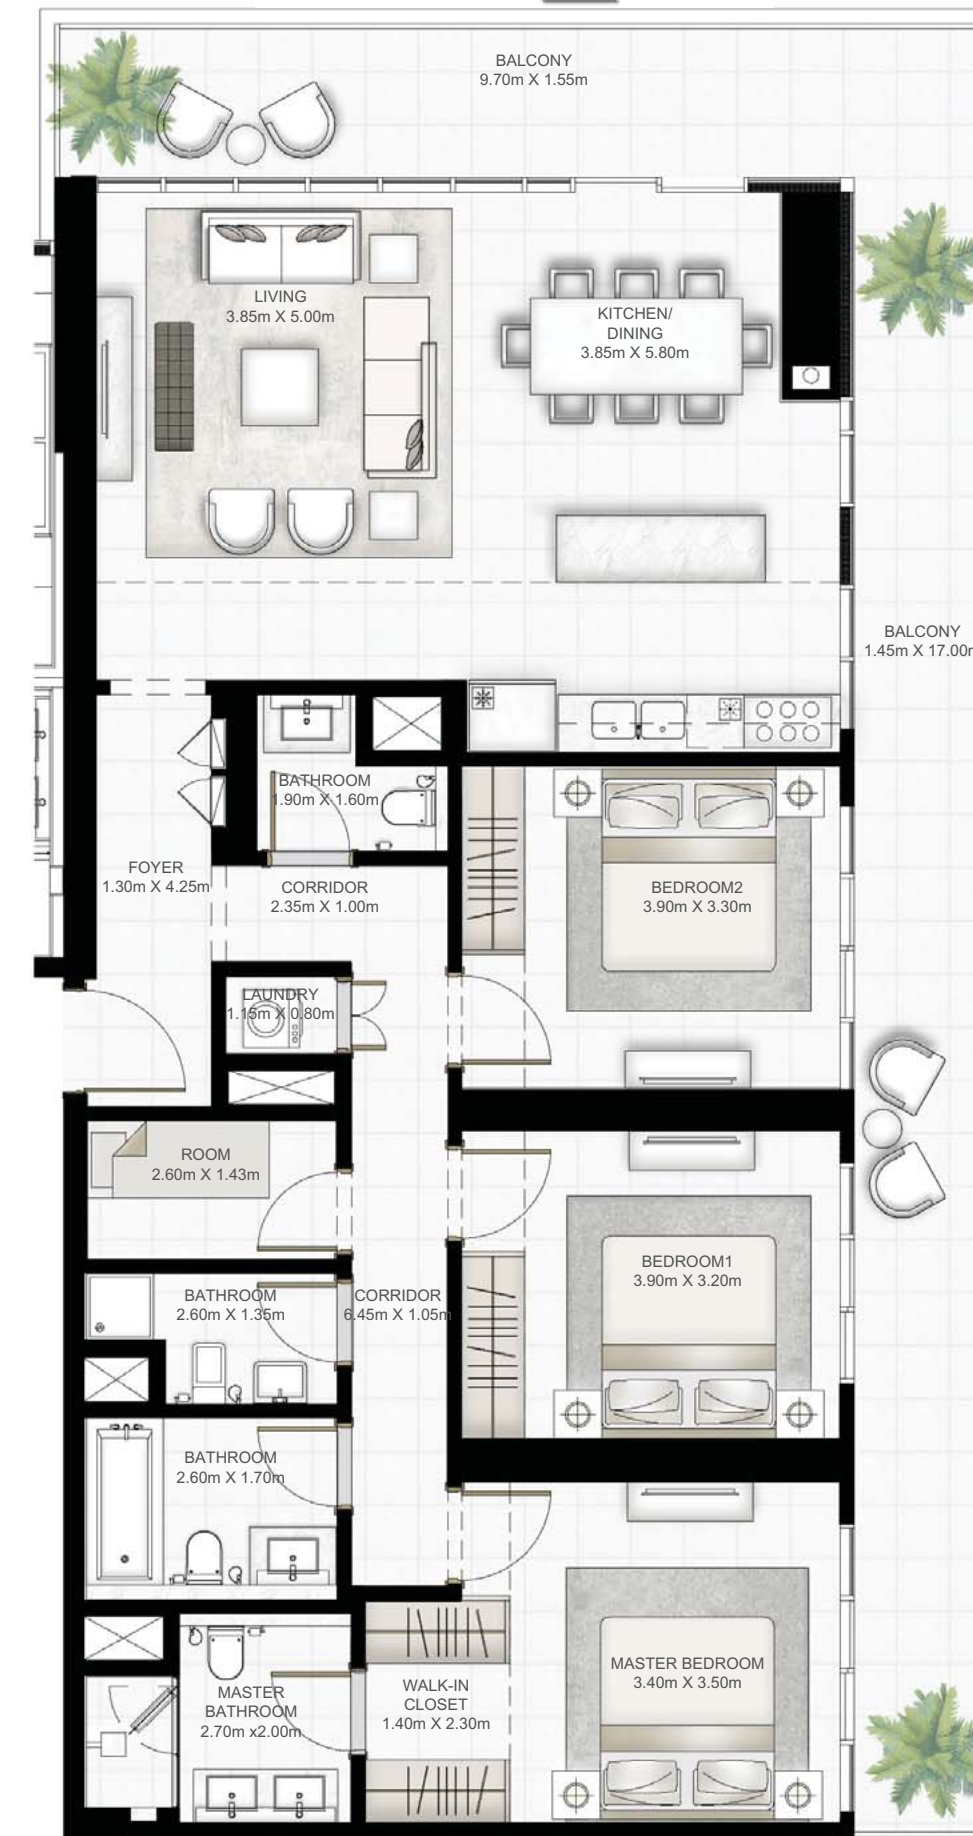 BALCONY
9.70m X 1.55m
LIVING
3.85m X 5.00m
KITCHEN/
DINING
3.85m X 5.80m
BALCONY
1.45m X 17.00m
BATHROOM
1.90m X 1.60m
FOYER
1.30m X 4.25m
CORRIDOR
2.35m X 1.00m
BEDROOM2
3.90m X 3.30m
LAUNDRY
1.15m X 0.80m
ROOM
2.60m X 1.43m
BATHROOM
2.60m X 1.35m
CORRIDOR
6.45m X 1.05m
BEDROOM1
3.90m X 3.20m
BATHROOM
2.60m X 1.70m
MASTER
BATHROOM
2.70m x2.00m
WALK-IN
CLOSET
1.40m X 2.30m
MASTER BEDROOM
3.40m X 3.50m